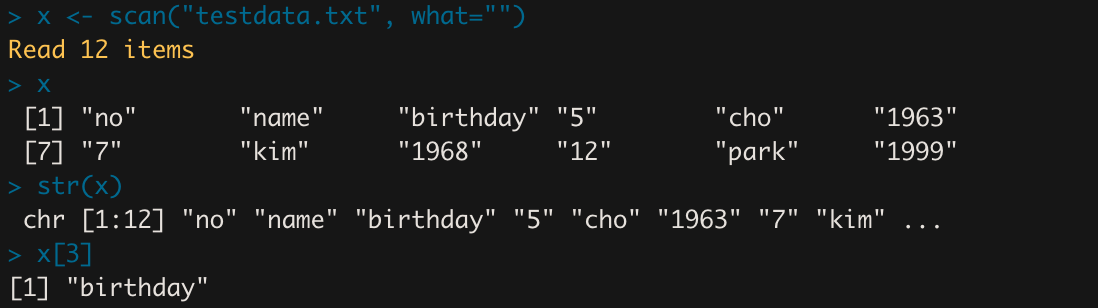 > x <- scan("testdata.txt", what="")
Read 12 items
> x
 [1] "no"       "name"     "birthday" "5"        "cho"      "1963"
 [7] "7"        "kim"      "1968"     "12"       "park"     "1999"
> str(x)
 chr [1:12] "no" "name" "birthday" "5" "cho" "1963" "7" "kim" ...
> x[3]
[1] "birthday"